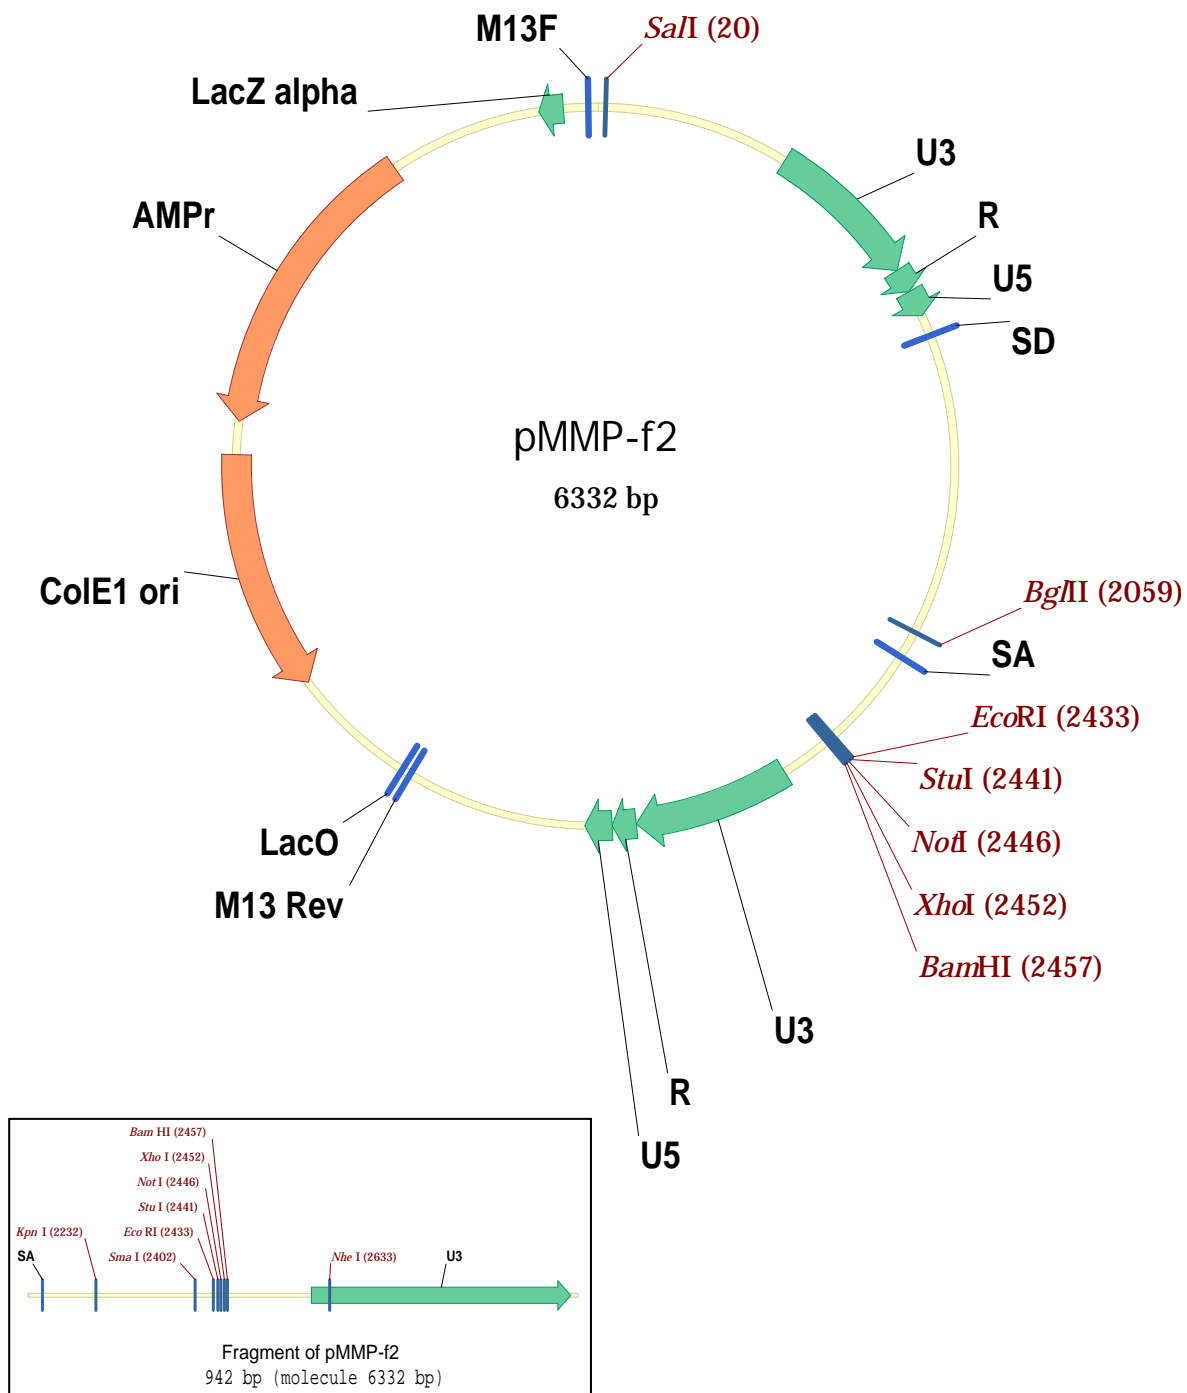 M13F
SalI (20)
LacZ alpha
U3
AMPr
R
U5
SD
pMMP-f2
6332 bp
ColE1 ori
BglII (2059)
SA
EcoRI (2433)
StuI (2441)
LacO
NotI (2446)
M13 Rev
XhoI (2452)
BamHI (2457)
U3
R
U5
Bam HI (2457)
Xho I (2452)
Not I (2446)
Stu I (2441)
Kpn I (2232)
Eco RI (2433)
SA
Sma I (2402)
Nhe I (2633)
U3
Fragment of pMMP-f2
942 bp (molecule 6332 bp)